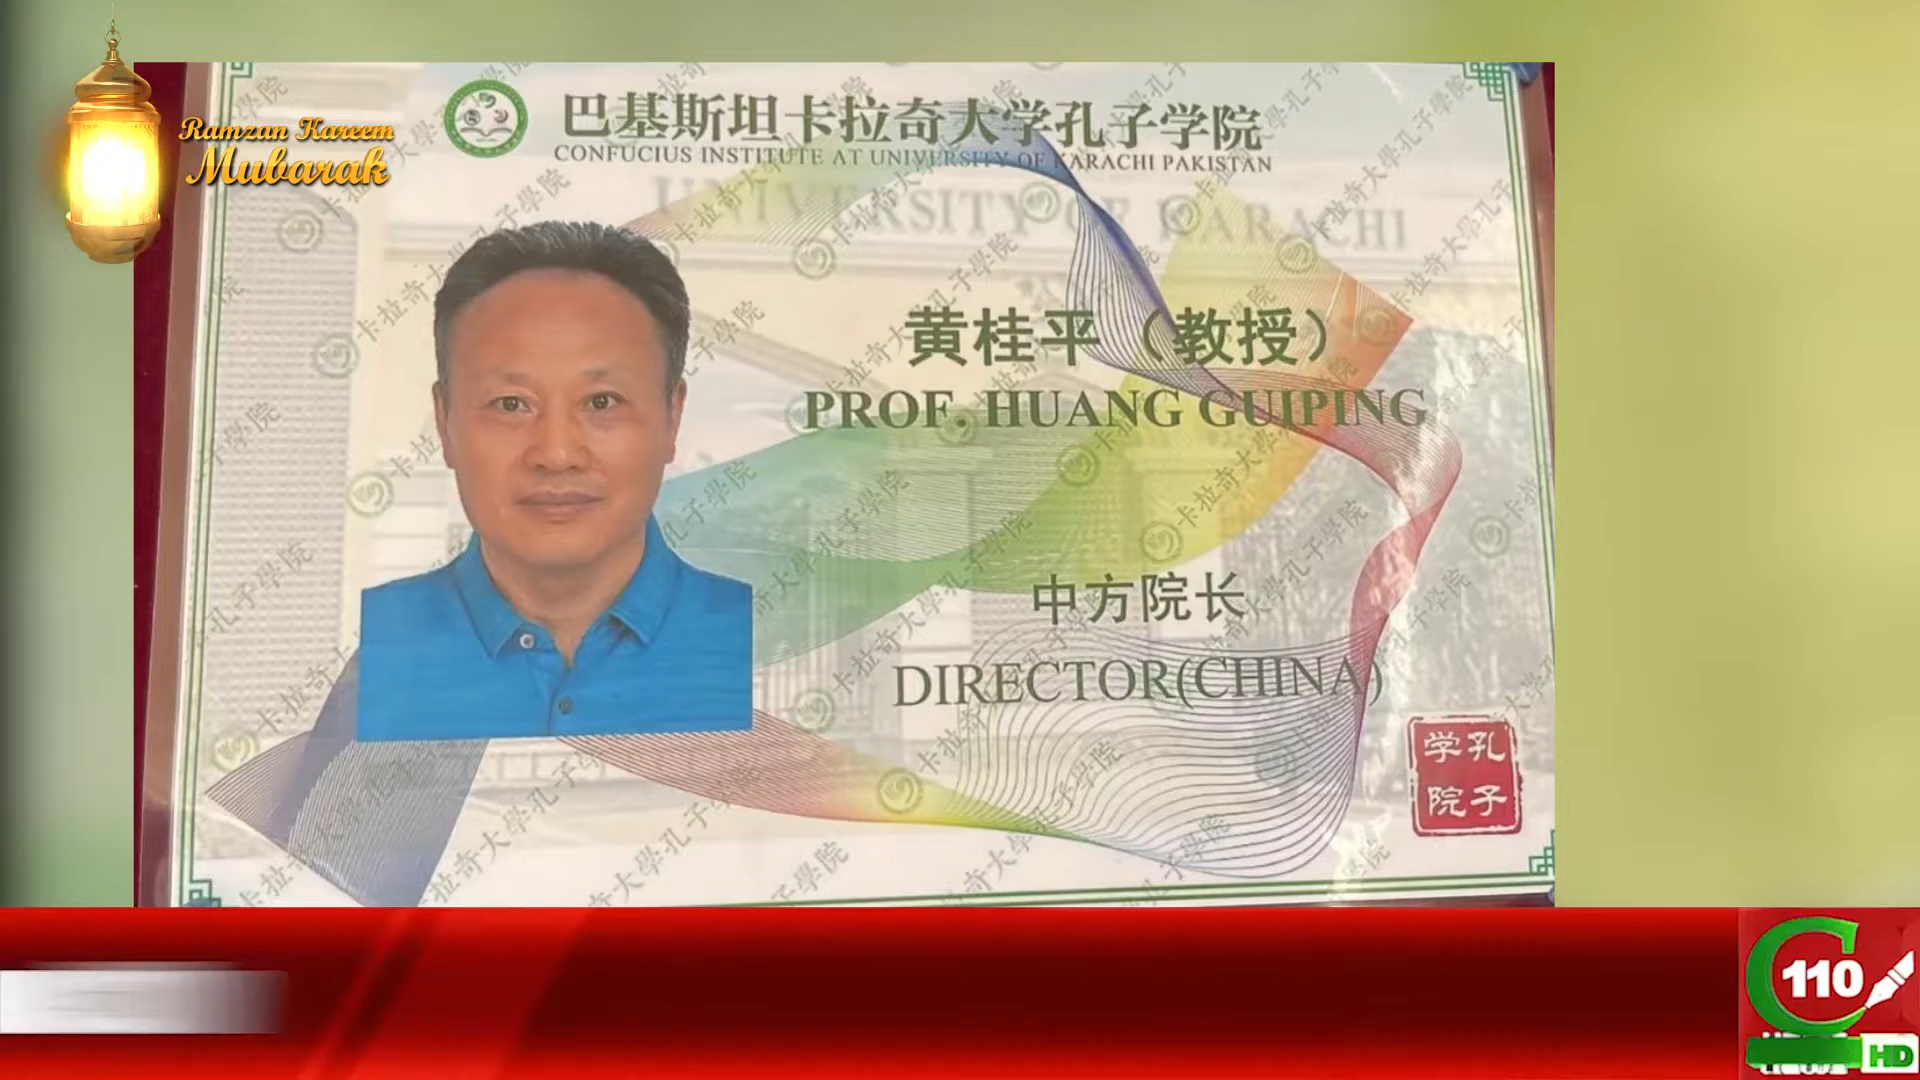 Ramzan Kareem
Mubarak
巴基斯坦卡拉奇大学孔子学院
CONFUCIUS INSTITUTE AT UNIVERSITY OF KARACHI PAKISTAN
UNIVERSITY OF KARACHI
黄桂平（教授）
PROF. HUANG GUIPING
中方院长
DIRECTOR(CHINA)
孔子
学院
C 110
HD